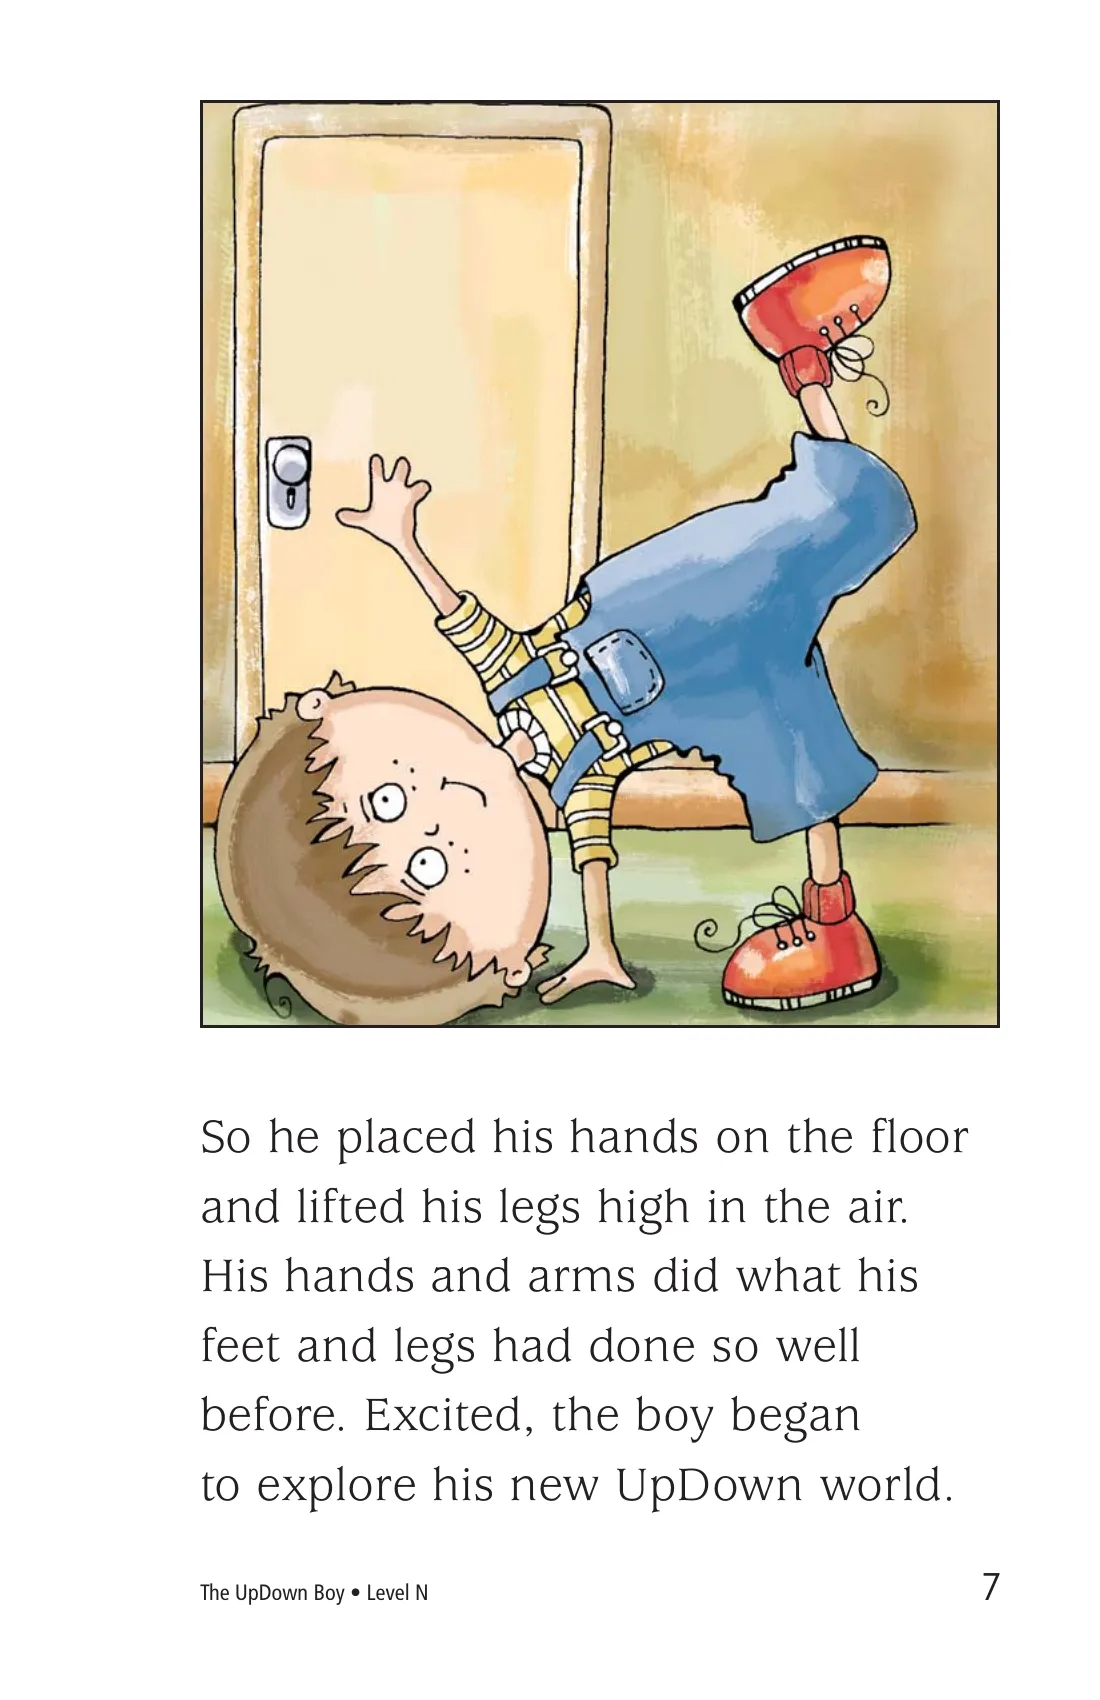 So he placed his hands on the floor
and lifted his legs high in the air.
His hands and arms did what his
feet and legs had done so well
before. Excited, the boy began
to explore his new UpDown world.
The UpDown Boy • Level N
7